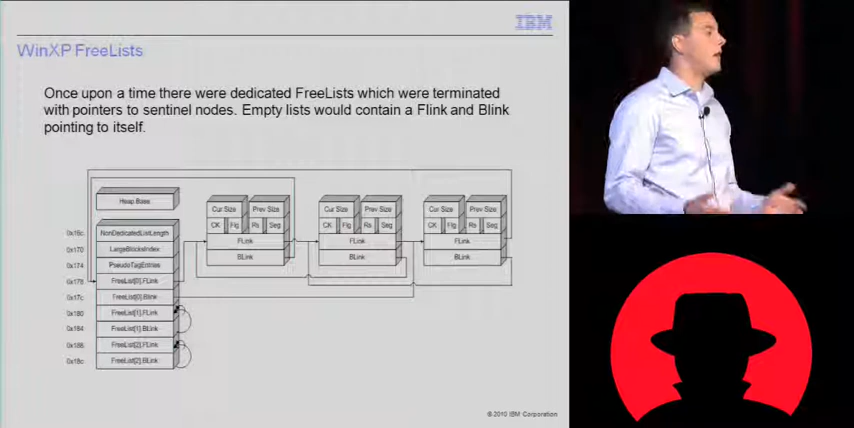 IBM
WinXP FreeLists
Once upon a time there were dedicated FreeLists which were terminated
with pointers to sentinel nodes. Empty lists would contain a Flink and Blink
pointing to itself.
Heap Base
Cur Size Prev Size Cur Size Prev Size Cur Size Prev Size
0x16c NonDedicatedListLength CK Flg Rs Seg CK Flg Rs Seg CK Flg Rs Seg
0x170 LargeBlocksIndex FLink FLink FLink
0x174 PseudoTagEntries BLink BLink BLink
0x178 FreeList[0].FLink
0x17c FreeList[0].Blink
0x180 FreeList[1].FLink
0x184 FreeList[1].BLink
0x188 FreeList[2].FLink
0x18c FreeList[2].BLink
© 2010 IBM Corporation